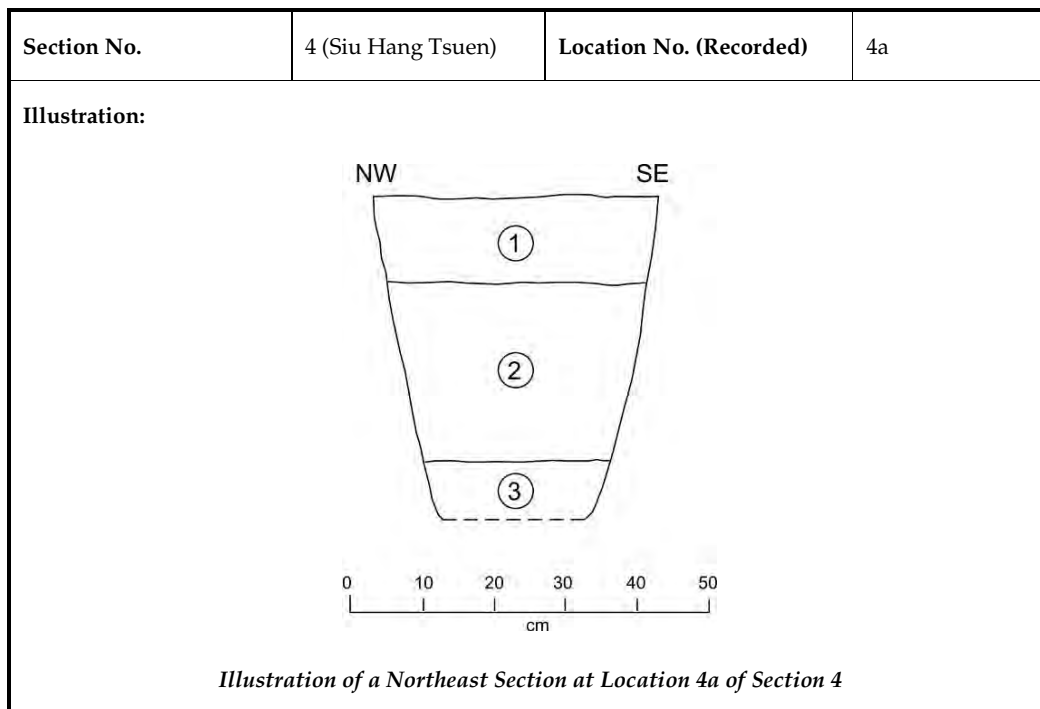 Section No. 4 (Siu Hang Tsuen) Location No. (Recorded) 4a
Illustration:
NW SE
1
2
3
0 10 20 30 40 50
cm
Illustration of a Northeast Section at Location 4a of Section 4